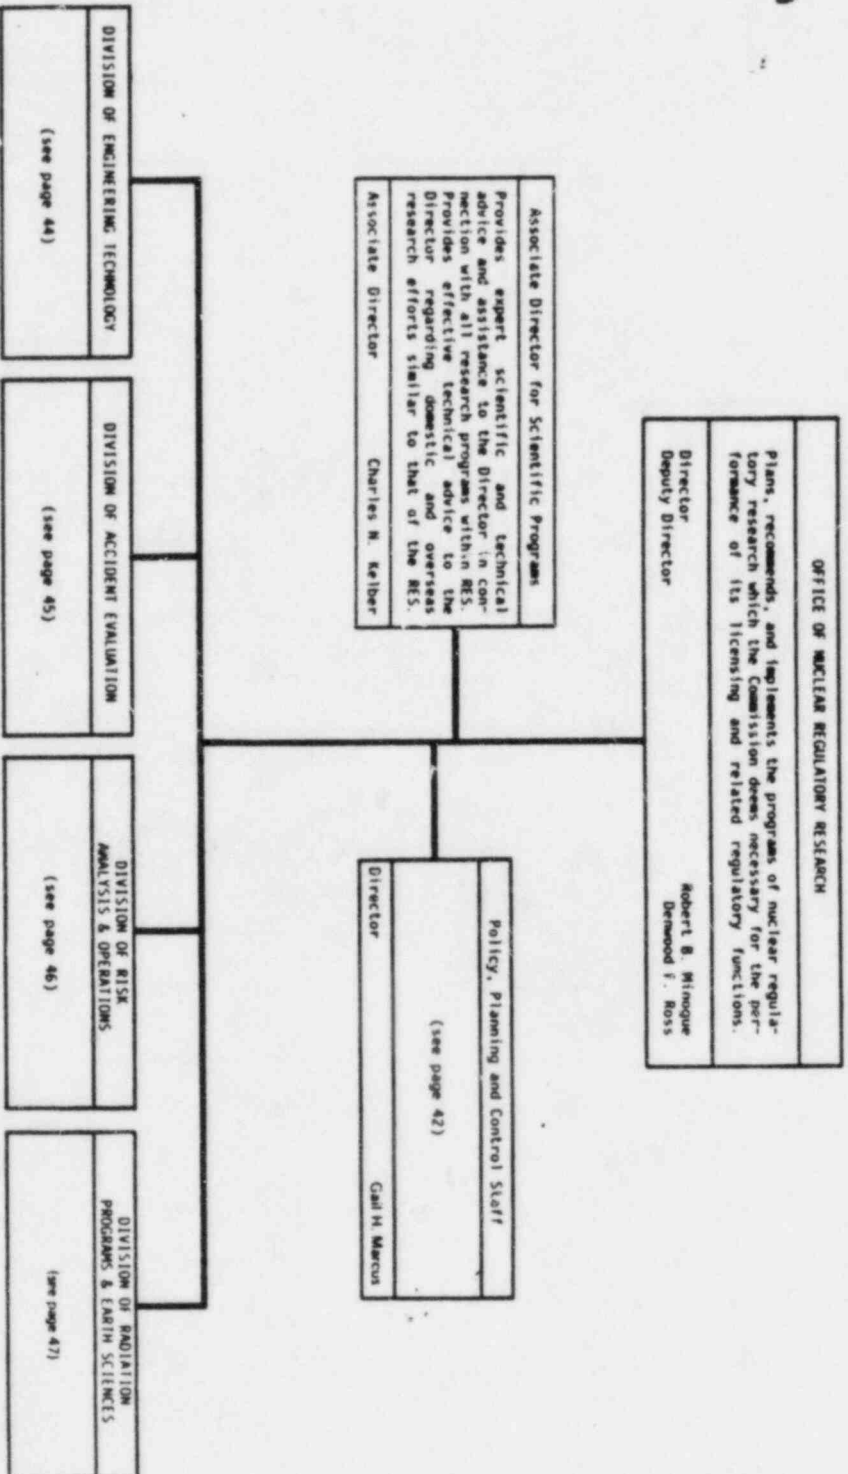 OFFICE OF NUCLEAR REGULATORY RESEARCH
Plans, recommends, and implements the programs of nuclear regula-
tory research which the Commission deems necessary for the per-
formance of its licensing and related regulatory functions.
Director Robert B. Minogue
Deputy Director Denwood F. Ross
Associate Director for Scientific Programs
Provides expert scientific and technical
advice and assistance to the Director in con-
nection with all research programs within RES.
Provides effective technical advice to the
Director regarding domestic and overseas
research efforts similar to that of the RES.
Associate Director Charles N. Kelber
Policy, Planning and Control Staff
(see page 42)
Director Gail H. Marcus
DIVISION OF ENGINEERING TECHNOLOGY
(see page 44)
DIVISION OF ACCIDENT EVALUATION
(see page 45)
DIVISION OF RISK
ANALYSIS & OPERATIONS
(see page 46)
DIVISION OF RADIATION
PROGRAMS & EARTH SCIENCES
(see page 47)